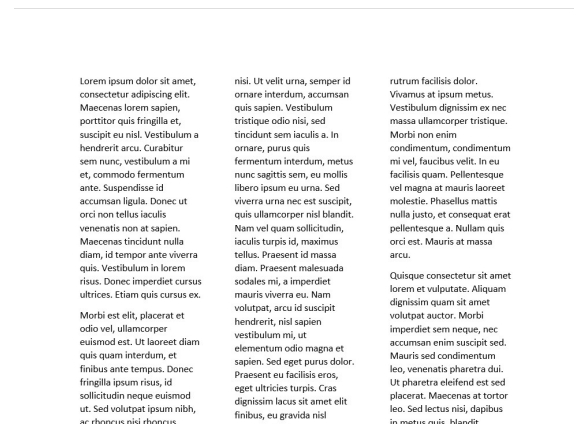 Lorem ipsum dolor sit amet,
consectetur adipiscing elit.
Maecenas lorem sapien,
porttitor quis fringilla et,
suscipit eu nisl. Vestibulum a
hendrerit arcu. Curabitur
sem nunc, vestibulum a mi
et, commodo fermentum
ante. Suspendisse id
accumsan ligula. Donec ut
orci non tellus iaculis
venenatis non at sapien.
Maecenas tincidunt nulla
diam, id tempor ante viverra
quis. Vestibulum in lorem
risus. Donec imperdiet cursus
ultrices. Etiam quis cursus ex.
Morbi est elit, placerat et
odio vel, ullamcorper
euismod est. Ut laoreet diam
quis quam interdum, et
finibus ante tempus. Donec
fringilla ipsum risus, id
sollicitudin neque euismod
ut. Sed volutpat ipsum nibh,
ac rhoncus nisi rhoncus
nisi. Ut velit urna, semper id
ornare interdum, accumsan
quis sapien. Vestibulum
tristique odio nisi, sed
tincidunt sem iaculis a. In
ornare, purus quis
fermentum interdum, metus
nunc sagittis sem, eu mollis
libero ipsum eu urna. Sed
viverra urna nec est suscipit,
quis ullamcorper nisl blandit.
Nam vel quam sollicitudin,
iaculis turpis id, maximus
tellus. Praesent id massa
diam. Praesent malesuada
sodales mi, a imperdiet
mauris viverra eu. Nam
volutpat, arcu id suscipit
hendrerit, nisl sapien
vestibulum mi, ut
elementum odio magna et
sapien. Sed eget purus dolor.
Praesent eu facilisis eros,
eget ultricies turpis. Cras
dignissim lacus sit amet elit
finibus, eu gravida nisl
rutrum facilisis dolor.
Vivamus at ipsum metus.
Vestibulum dignissim ex nec
massa ullamcorper tristique.
Morbi non enim
condimentum, condimentum
mi vel, faucibus velit. In eu
facilisis quam. Pellentesque
vel magna at mauris laoreet
molestie. Phasellus mattis
nulla justo, et consequat erat
pellentesque a. Nullam quis
orci est. Mauris at massa
arcu.
Quisque consectetur sit amet
lorem et vulputate. Aliquam
dignissim quam sit amet
volutpat auctor. Morbi
imperdiet sem neque, nec
accumsan enim suscipit sed.
Mauris sed condimentum
leo, venenatis pharetra dui.
Ut pharetra eleifend est sed
placerat. Maecenas at tortor
leo. Sed lectus nisi, dapibus
in metus quis, blandit